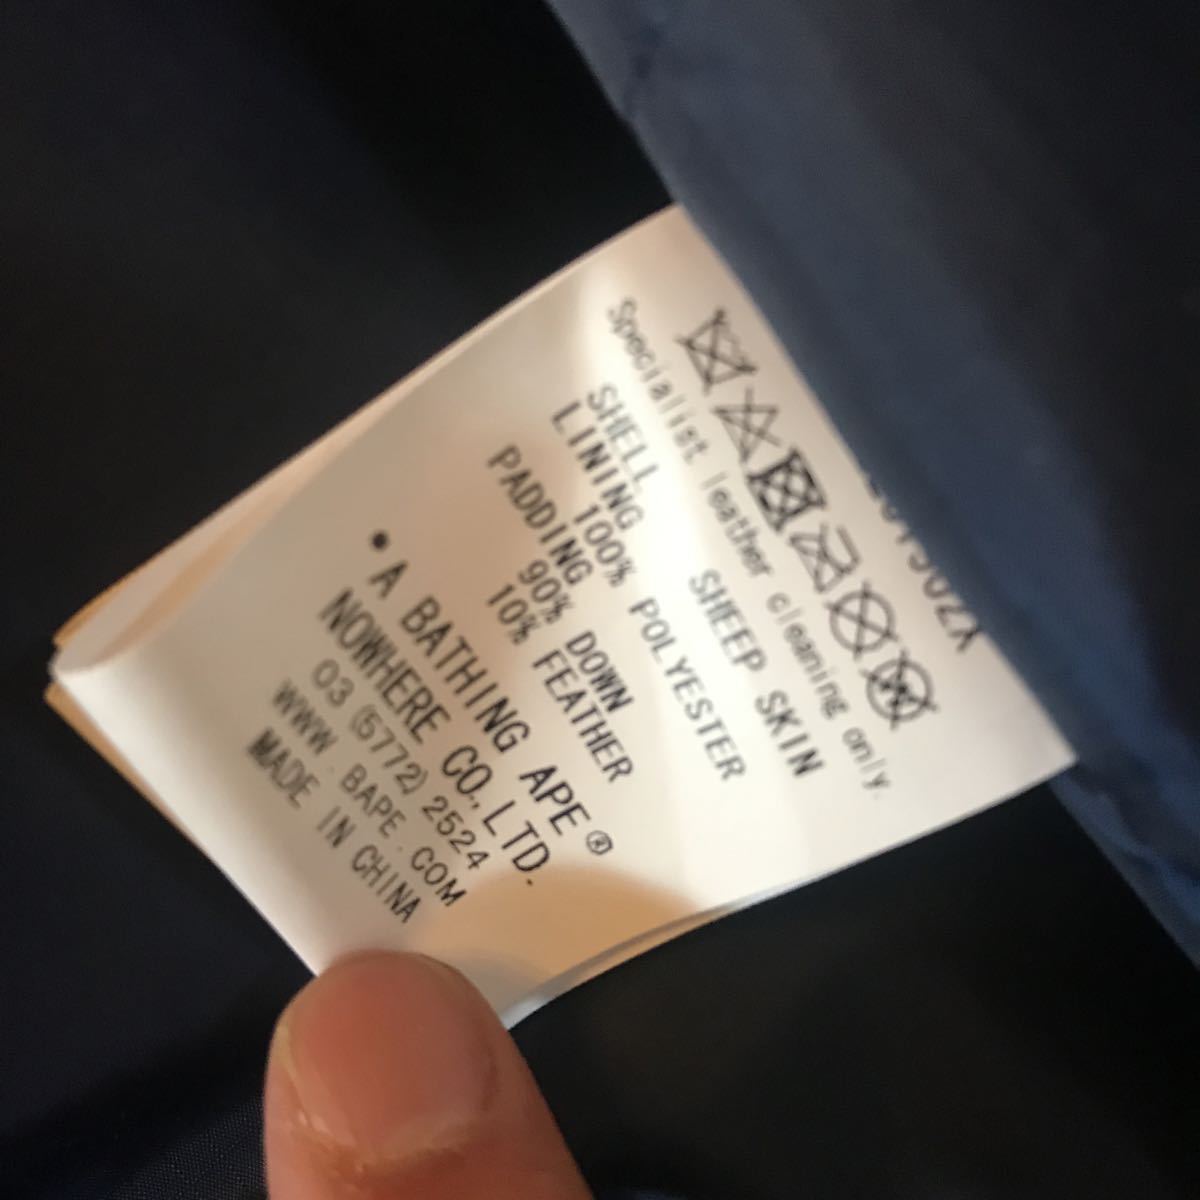 Specialist leather cleaning only.
SHELL SHEEP SKIN
LINING
100% POLYESTER
PADDING
90% DOWN
10% FEATHER
• A BATHING APE®
NOWHERE CO.,LTD.
03 (5772) 2524
WWW.BAPE.COM
MADE IN CHINA